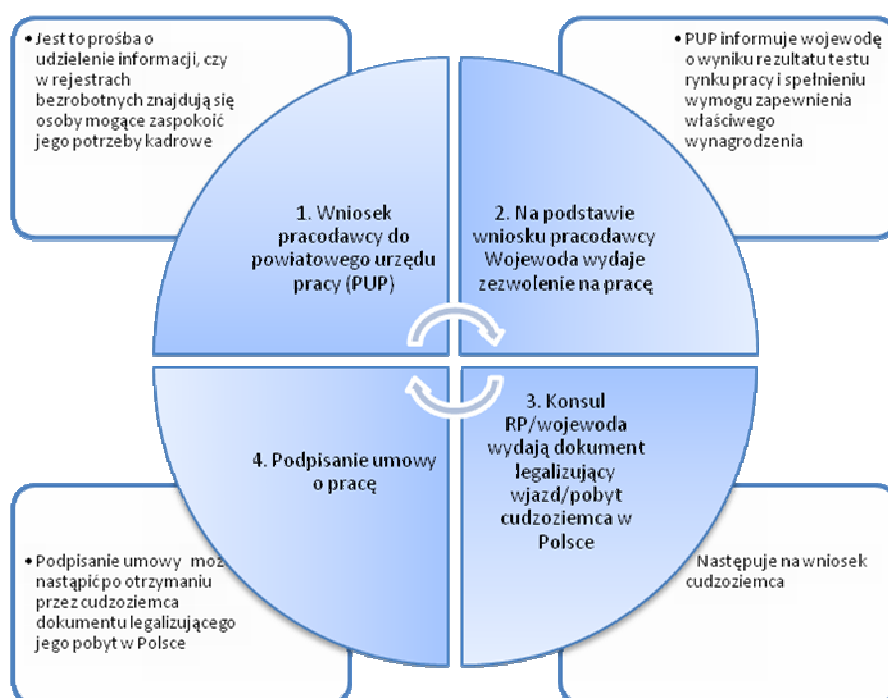 • Jest to prośba o
udzielenie informacji, czy
w rejestrach
bezrobotnych znajdują się
osoby mogące zaspokoić
jego potrzeby kadrowe
• PUP informuje wojewodę
o wyniku rezultatu testu
rynku pracy i spełnieniu
wymogu zapewnienia
właściwego
wynagrodzenia
1. Wniosek
pracodawcy do
powiatowego urzędu
pracy (PUP)
2. Na podstawie
wniosku pracodawcy
Wojewoda wydaje
zezwolenie na pracę
3. Konsul
RP/wojewoda
wydają dokument
legalizujący
wjazd/pobyt
cudzoziemca w
Polsce
4. Podpisanie umowy
o pracę
• Podpisanie umowy
nastąpić po otrzymaniu
przez cudzoziemca
dokumentu legalizującego
jego pobyt w Polsce
Następuje na wniosek
cudzoziemca